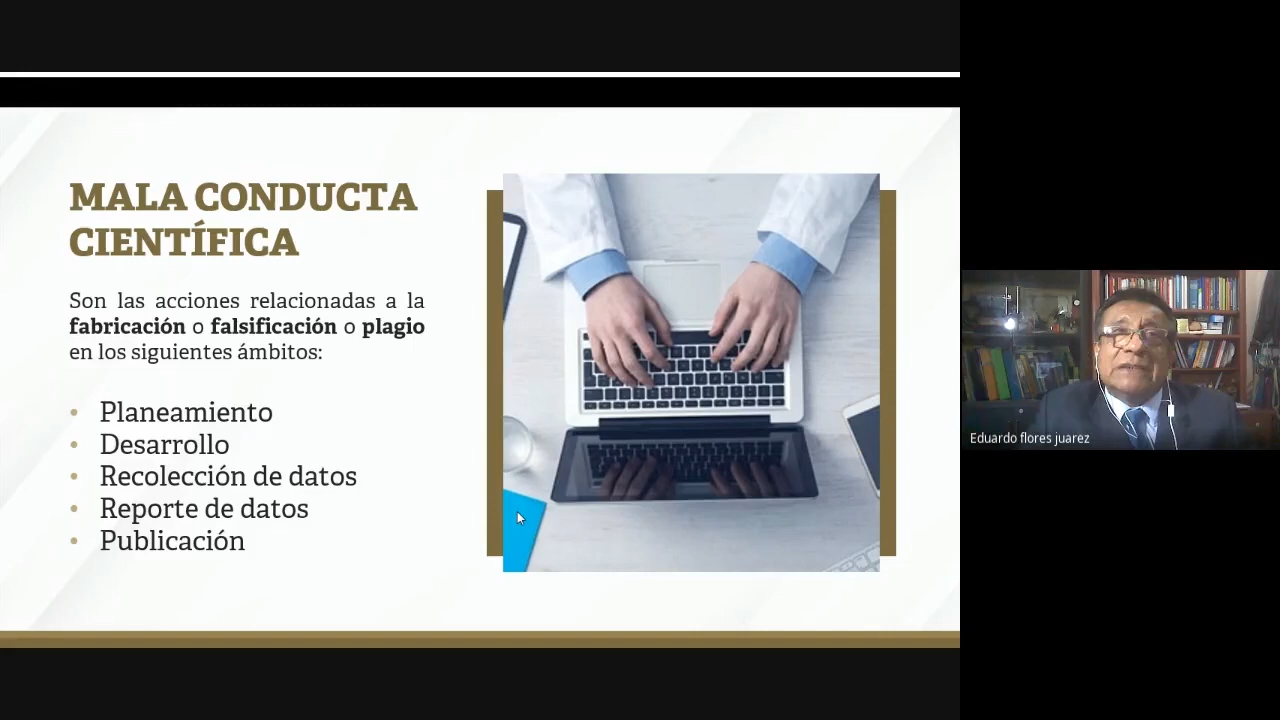 MALA CONDUCTA
CIENTÍFICA
Son las acciones relacionadas a la
fabricación o falsificación o plagio
en los siguientes ámbitos:
• Planeamiento
• Desarrollo
• Recolección de datos
• Reporte de datos
• Publicación
Eduardo flores juarez